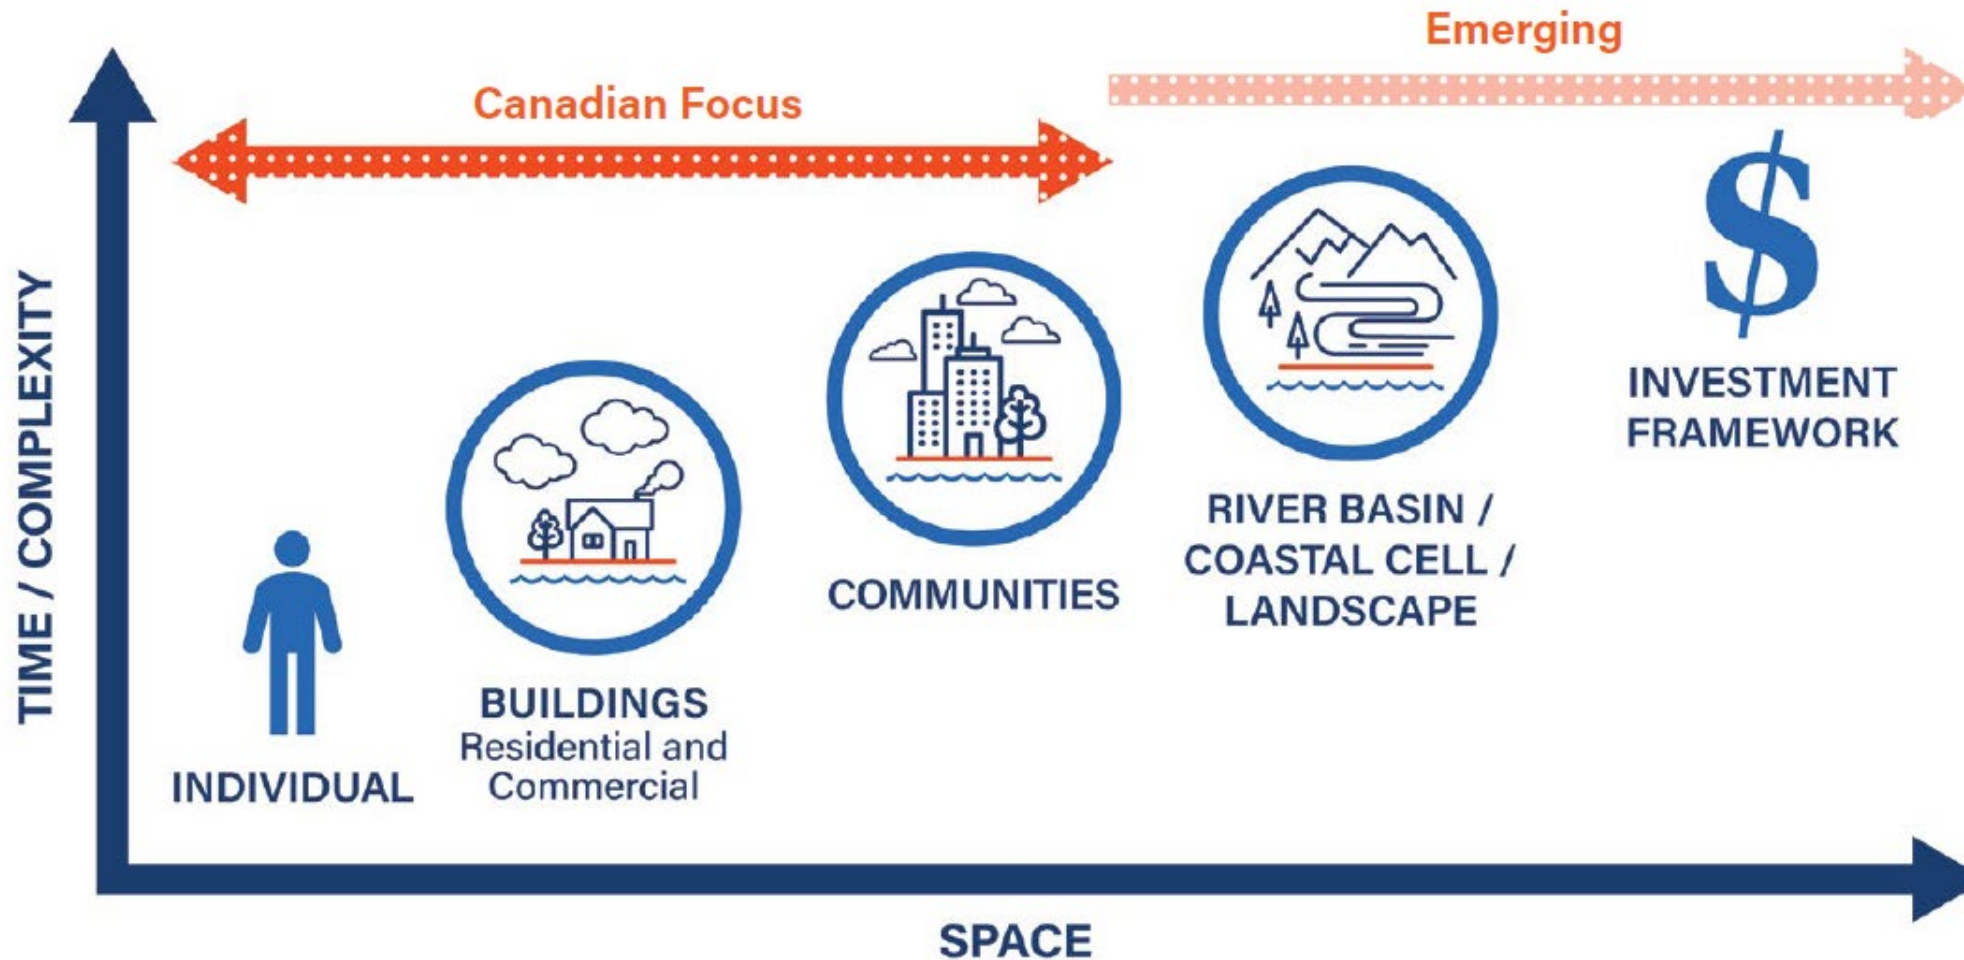 Emerging
Canadian Focus
TIME / COMPLEXITY
INDIVIDUAL
BUILDINGS
Residential and
Commercial
COMMUNITIES
RIVER BASIN /
COASTAL CELL /
LANDSCAPE
$
INVESTMENT
FRAMEWORK
SPACE